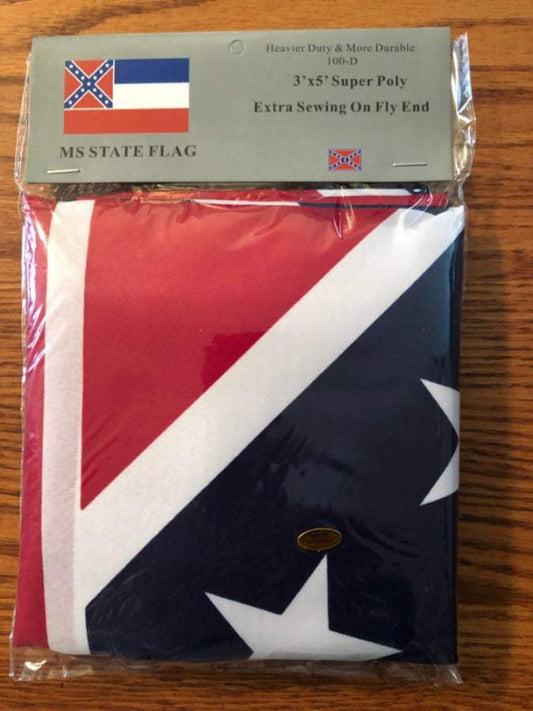 Heavier Duty & More Durable
100-D
3'x5' Super Poly
Extra Sewing On Fly End
MS STATE FLAG